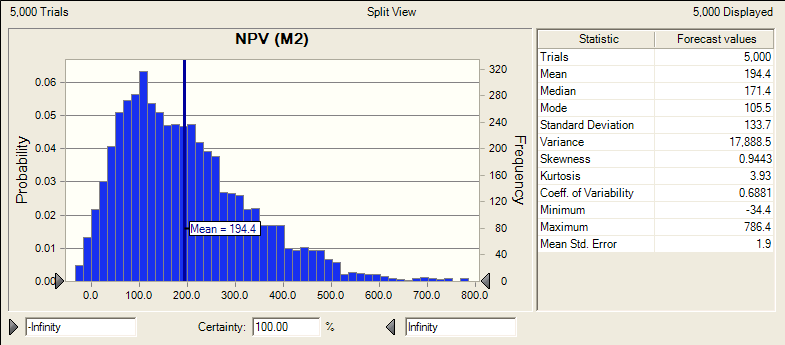 5,000 Trials Split View 5,000 Displayed
NPV (M2)
Probability
0.06
0.05
0.04
0.03
0.02
0.01
0.00
Mean = 194.4
320
280
240
200
160
120
80
40
0
Frequency
0.0 100.0 200.0 300.0 400.0 500.0 600.0 700.0 800.0
-Infinity Certainty: 100.00 % Infinity
Statistic Forecast values
Trials 5,000
Mean 194.4
Median 171.4
Mode 105.5
Standard Deviation 133.7
Variance 17,888.5
Skewness 0.9443
Kurtosis 3.93
Coeff. of Variability 0.6881
Minimum -34.4
Maximum 786.4
Mean Std. Error 1.9